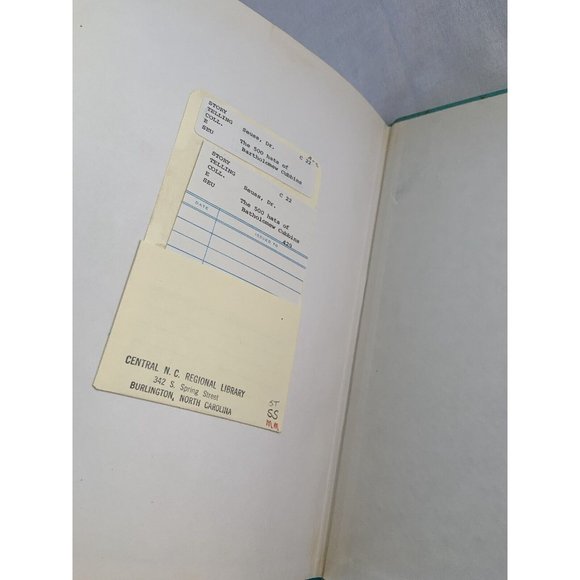 STORY
TELLING
COLL.
E
SEU
Seuss, Dr.
C 22
The 500 hats of
Bartholomew Cubbins
STORY
TELLING
COLL.
E
SEU
C 22
Seuss, Dr.
The 500 hats of
Batholomew Cubbins
DATE
ISSUED TO
CENTRAL N. C. REGIONAL LIBRARY
342 S. Spring Street
BURLINGTON, NORTH CAROLINA
ST
SS
M.M